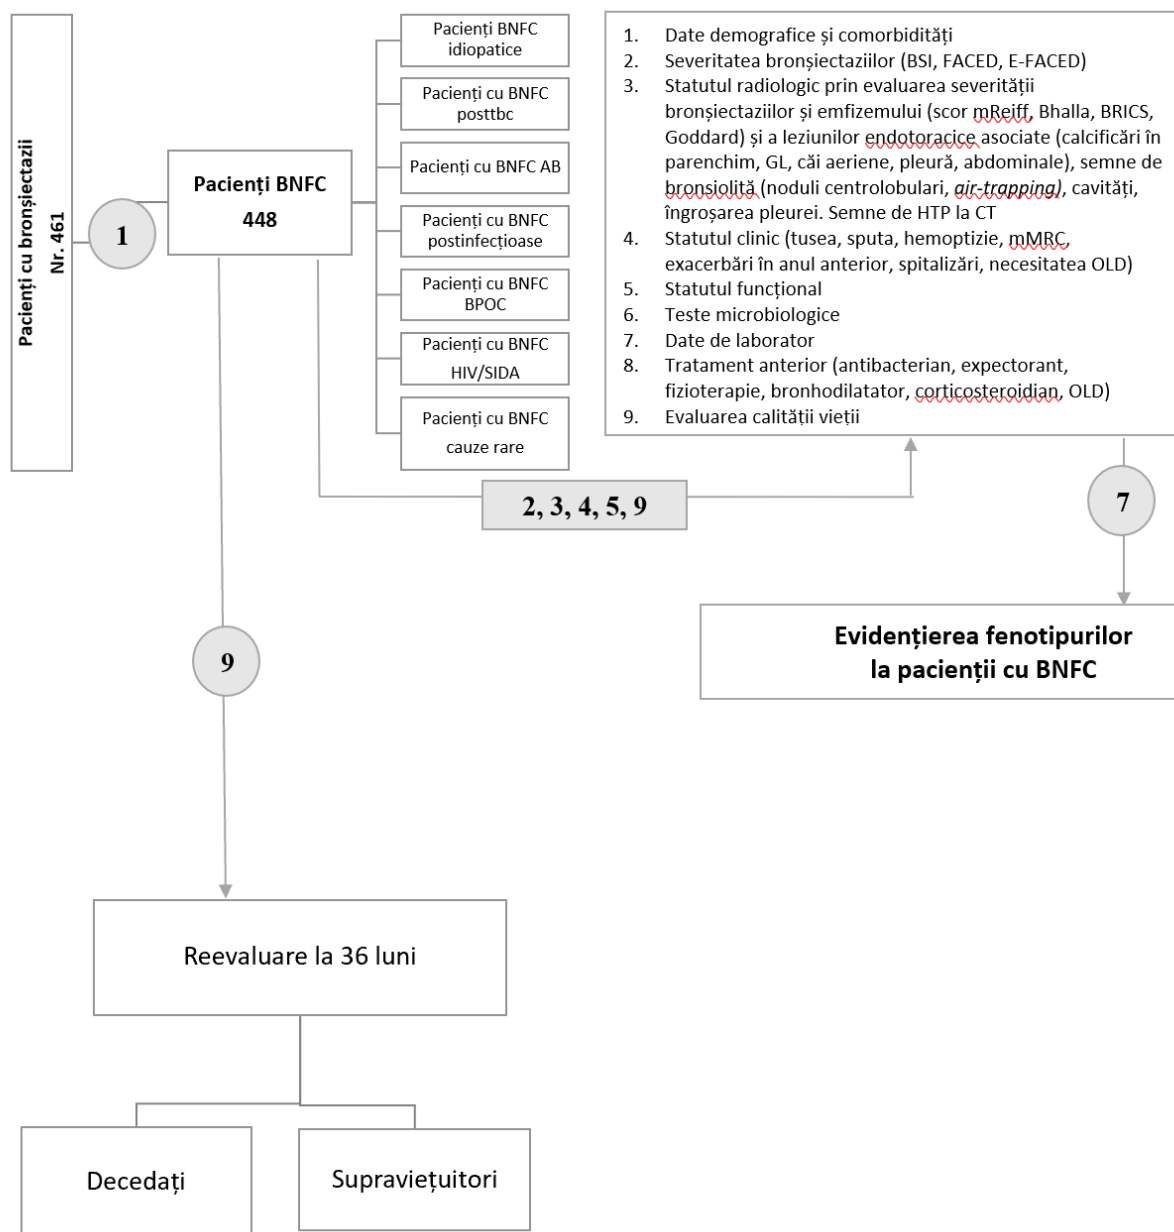 Pacienți cu bronșiectazii
Nr. 461
1
Pacienți BNFC
448
Pacienți BNFC
idiopatice
Pacienți cu BNFC
posttbc
Pacienți cu BNFC AB
Pacienți cu BNFC
postinfecțioase
Pacienți cu BNFC
BPOC
Pacienți cu BNFC
HIV/SIDA
Pacienți cu BNFC
cauze rare
1. Date demografice și comorbidități
2. Severitatea bronșiectaziilor (BSI, FACED, E-FACED)
3. Statutul radiologic prin evaluarea severității
bronșiectaziilor și emfizemului (scor mReiff, Bhalla, BRICS,
Goddard) și a leziunilor endotoracice asociate (calcificări în
parenchim, GL, căi aeriene, pleură, abdominale), semne de
bronsiolită (noduli centrolobulari, air-trapping), cavități,
îngroșarea pleurei. Semne de HTP la CT
4. Statutul clinic (tusea, sputa, hemoptizie, mMRC,
exacerbări în anul anterior, spitalizări, necesitatea OLD)
5. Statutul funcțional
6. Teste microbiologice
7. Date de laborator
8. Tratament anterior (antibacterian, expectorant,
fizioterapie, bronhodilatator, corticosteroidian, OLD)
9. Evaluarea calității vieții
2, 3, 4, 5, 9
7
Evidențierea fenotipurilor
la pacienții cu BNFC
9
Reevaluare la 36 luni
Decedați
Supraviețuitori